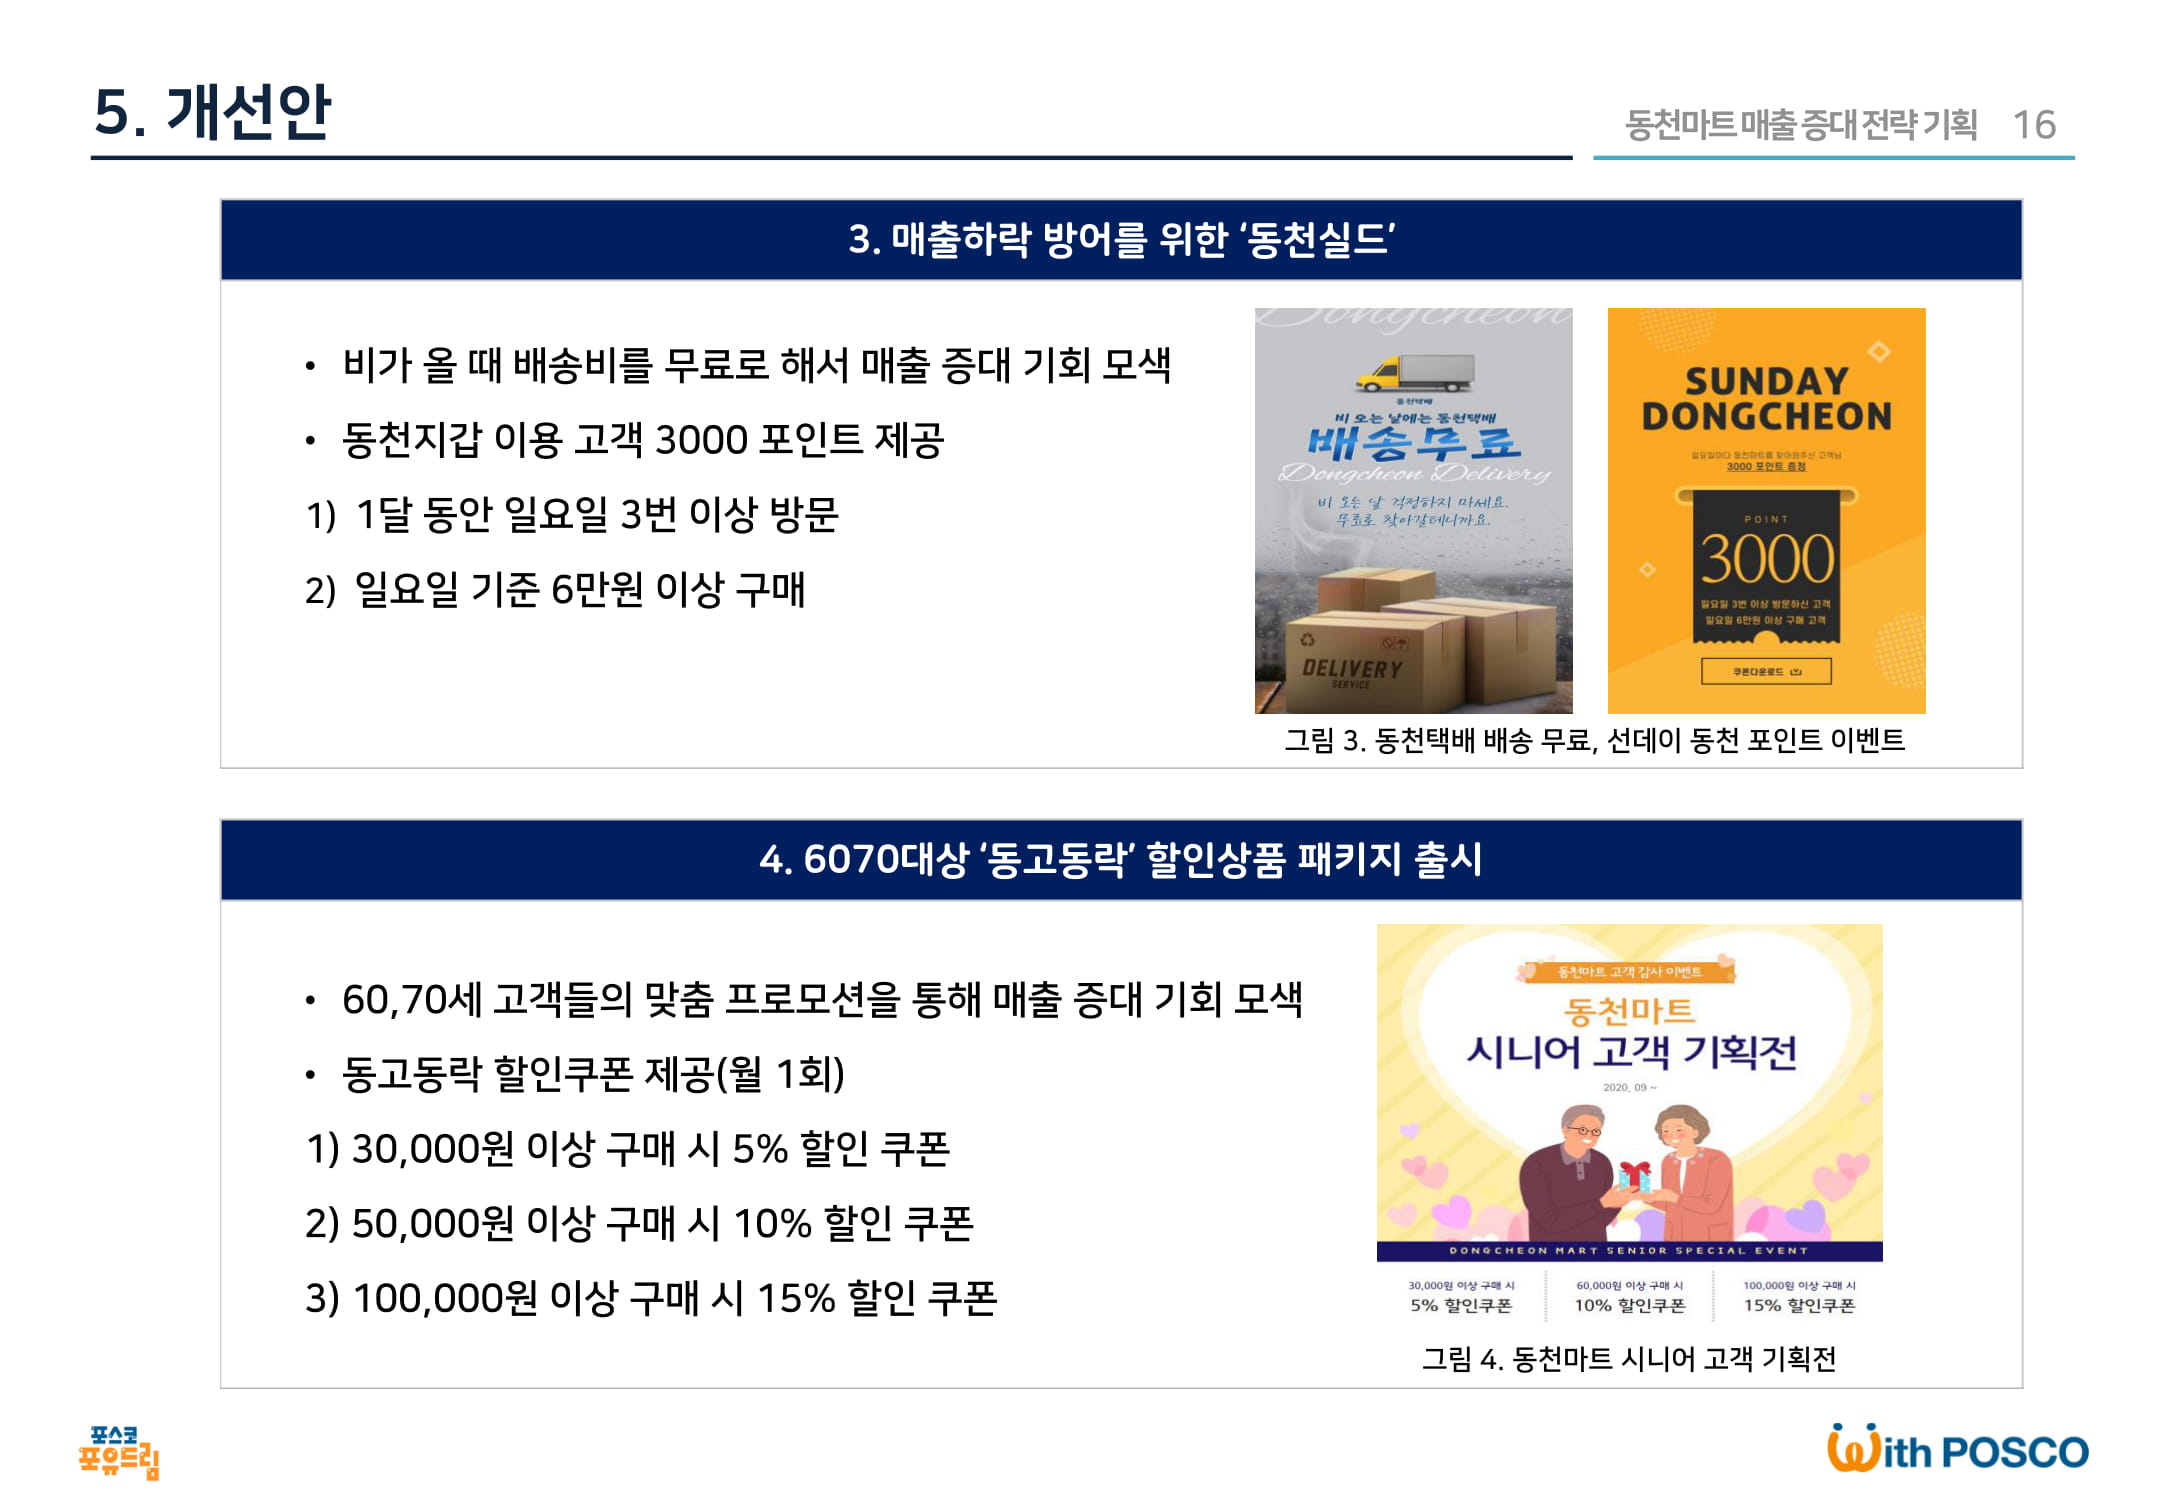 5. 개선안
동천마트 매출 증대 전략 기획 16
3. 매출하락 방어를 위한 ‘동천실드’
• 비가 올 때 배송비를 무료로 해서 매출 증대 기회 모색
• 동천지갑 이용 고객 3000 포인트 제공
1) 1달 동안 일요일 3번 이상 방문
2) 일요일 기준 6만원 이상 구매
Dongcheon
동천택배
비 오는 날에는 동천택배
배송무료
Dongcheon Delivery
비 오는 날 걱정하지 마세요.
무료로 찾아갈테니까요.
DELIVERY
SERVICE
SUNDAY
DONGCHEON
일요일마다 동천마트를 찾아와주신 고객님
3000 포인트 증정
POINT
3000
일요일 3번 이상 방문하신 고객
일요일 6만원 이상 구매 고객
쿠폰다운로드
그림 3. 동천택배 배송 무료, 선데이 동천 포인트 이벤트
4. 6070대상 ‘동고동락’ 할인상품 패키지 출시
• 60,70세 고객들의 맞춤 프로모션을 통해 매출 증대 기회 모색
• 동고동락 할인쿠폰 제공(월 1회)
1) 30,000원 이상 구매 시 5% 할인 쿠폰
2) 50,000원 이상 구매 시 10% 할인 쿠폰
3) 100,000원 이상 구매 시 15% 할인 쿠폰
동천마트 고객 감사 이벤트
동천마트
시니어 고객 기획전
2020. 09 ~
DONGCHEON MART SENIOR SPECIAL EVENT
30,000원 이상 구매 시
5% 할인쿠폰
60,000원 이상 구매 시
10% 할인쿠폰
100,000원 이상 구매 시
15% 할인쿠폰
그림 4. 동천마트 시니어 고객 기획전
포스코
포유드림
With POSCO